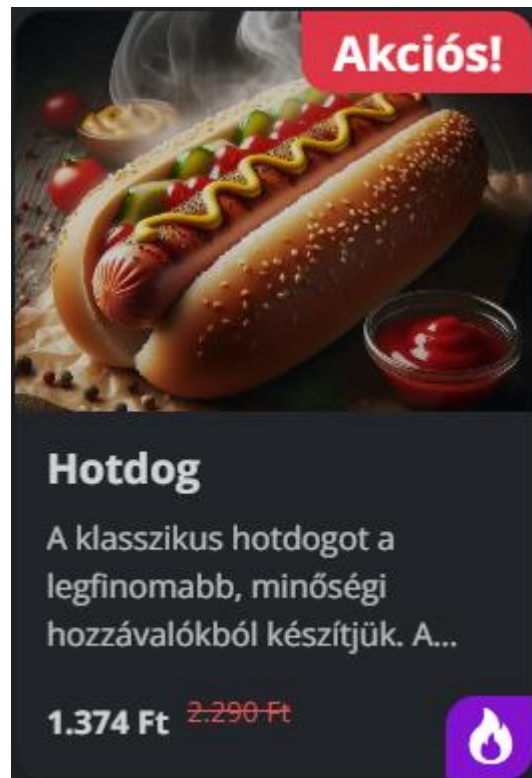 Akciós!
Hotdog
A klasszikus hotdogot a
legfinomabb, minőségi
hozzávalókból készítjük. A...
1.374 Ft 2.290 Ft